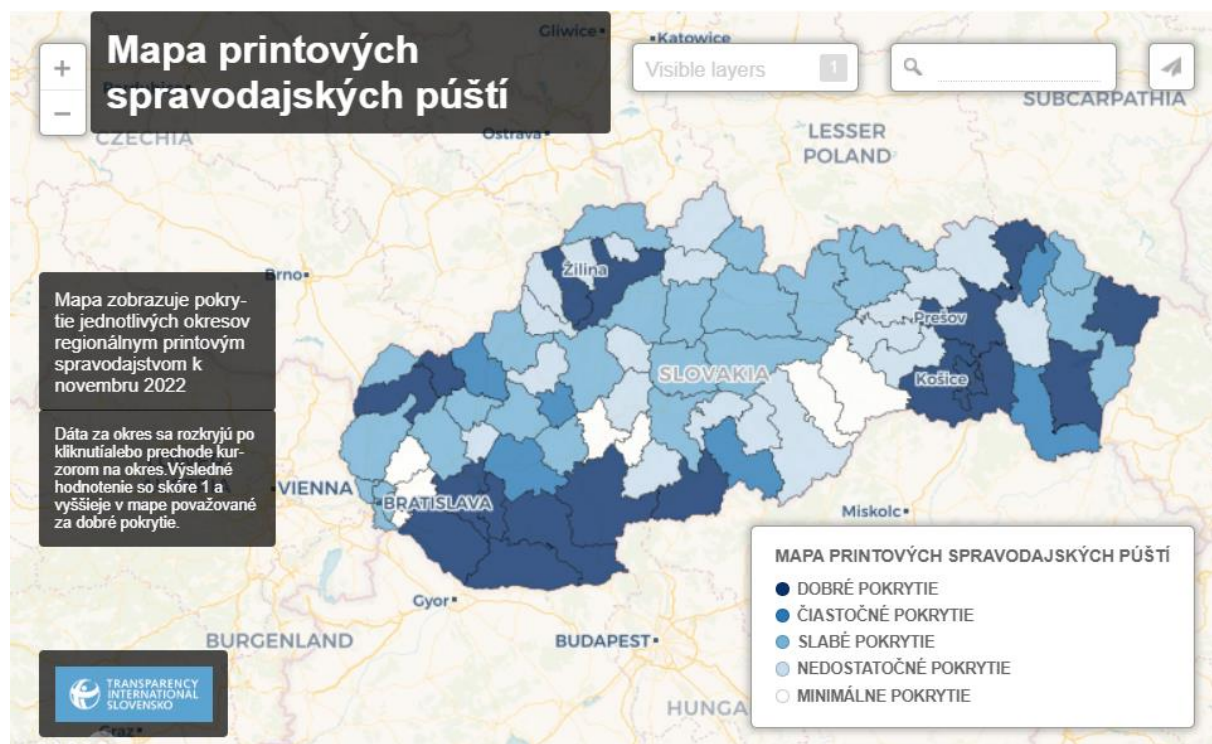 Mapa printových
spravodajských púští
+
−
Gliwice
Katowice
Visible layers
1
SUBCARPATHIA
CZECHIA
Ostrava
LESSER
POLAND
Brno
Žilina
Mapa zobrazuje pokry-
tie jednotlivých okresov
regionálnym printovým
spravodajstvom k
novembru 2022
Prešov
SLOVAKIA
Košice
Dáta za okres sa rozkryjú po
kliknutíalebo prechode kur-
zorom na okres.Výsledné
hodnotenie so skóre 1 a
vyššieje v mape považované
za dobré pokrytie.
VIENNA
BRATISLAVA
Miskolc
MAPA PRINTOVÝCH SPRAVODAJSKÝCH PÚŠTÍ
DOBRÉ POKRYTIE
ČIASTOČNÉ POKRYTIE
SLABÉ POKRYTIE
NEDOSTATOČNÉ POKRYTIE
MINIMÁLNE POKRYTIE
Gyor
BURGENLAND
BUDAPEST
TRANSPARENCY
INTERNATIONAL
SLOVENSKO
HUNGA
Graz